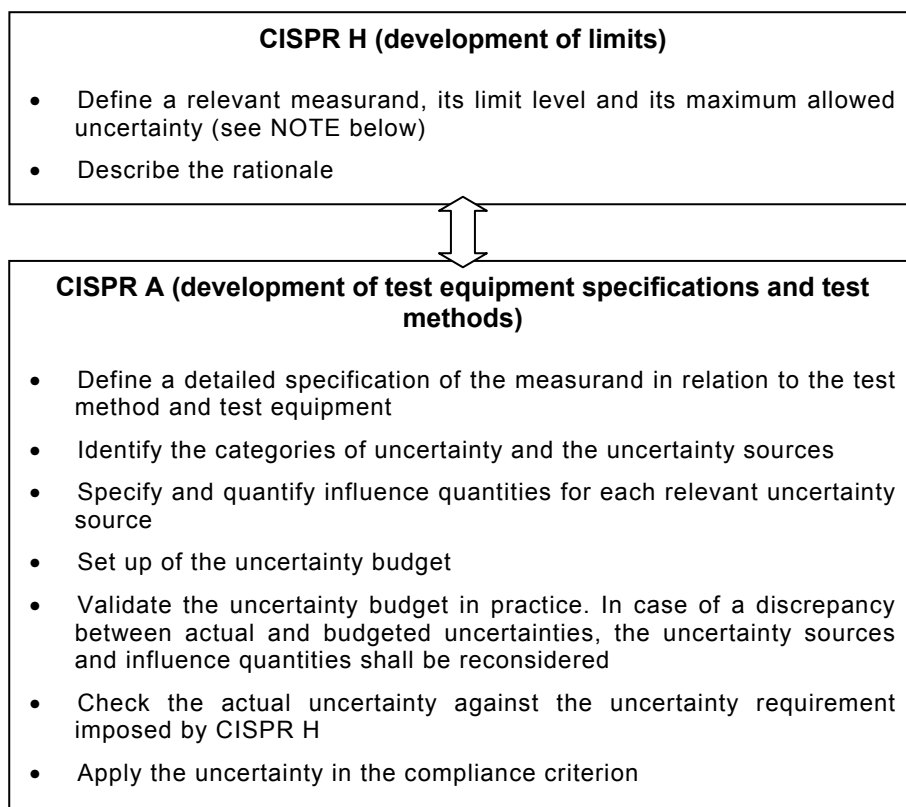 CISPR H (development of limits)
• Define a relevant measurand, its limit level and its maximum allowed
uncertainty (see NOTE below)
• Describe the rationale
CISPR A (development of test equipment specifications and test
methods)
• Define a detailed specification of the measurand in relation to the test
method and test equipment
• Identify the categories of uncertainty and the uncertainty sources
• Specify and quantify influence quantities for each relevant uncertainty
source
• Set up of the uncertainty budget
• Validate the uncertainty budget in practice. In case of a discrepancy
between actual and budgeted uncertainties, the uncertainty sources
and influence quantities shall be reconsidered
• Check the actual uncertainty against the uncertainty requirement
imposed by CISPR H
• Apply the uncertainty in the compliance criterion